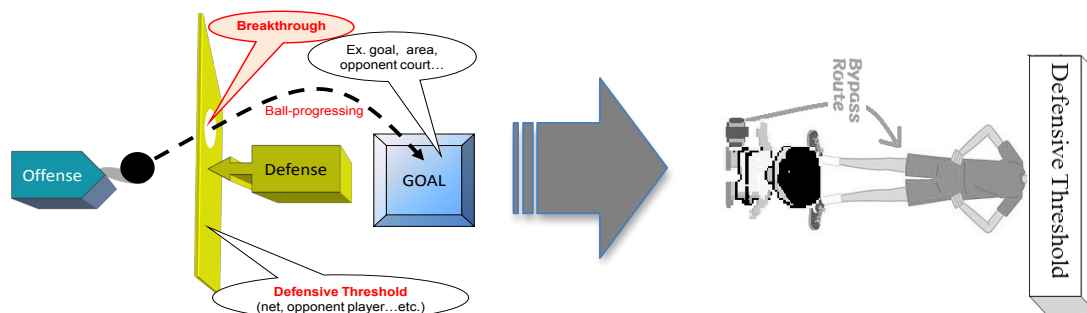 Breakthrough
Ex. goal, area,
opponent court…
Ball-progressing
Offense
Defense
GOAL
Defensive Threshold
(net, opponent player…etc.)
Bypass
Route
Defensive Threshold